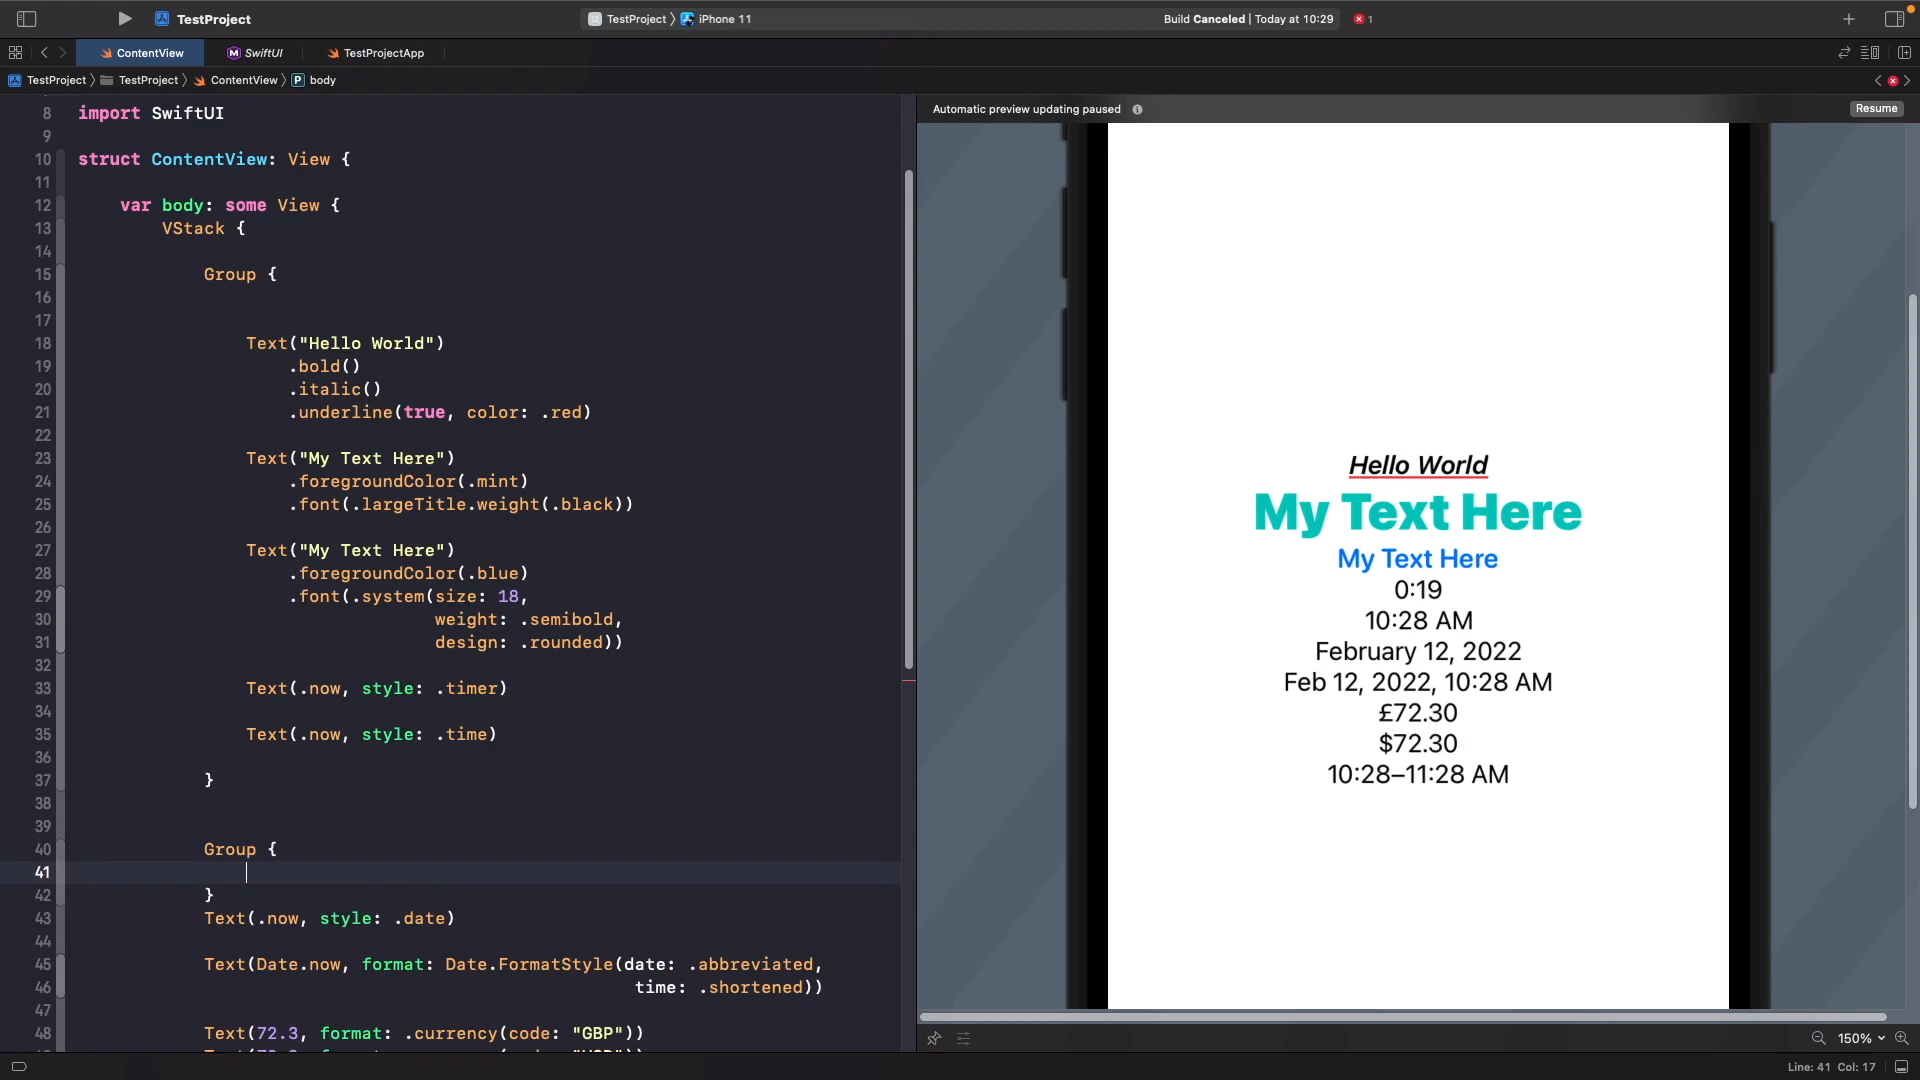 TestProject
TestProject
iPhone 11
Build Canceled | Today at 10:29
1
ContentView
SwiftUI
TestProjectApp
TestProject
TestProject
ContentView
body
Automatic preview updating paused
Resume
8 import SwiftUI
9
10 struct ContentView: View {
11
12 var body: some View {
13 VStack {
14
15 Group {
16
17
18 Text("Hello World")
19 .bold()
20 .italic()
21 .underline(true, color: .red)
22
23 Text("My Text Here")
24 .foregroundColor(.mint)
25 .font(.largeTitle.weight(.black))
26
27 Text("My Text Here")
28 .foregroundColor(.blue)
29 .font(.system(size: 18,
30 weight: .semibold,
31 design: .rounded))
32
33 Text(.now, style: .timer)
34
35 Text(.now, style: .time)
36
37 }
38
39
40 Group {
41
42 }
43 Text(.now, style: .date)
44
45 Text(Date.now, format: Date.FormatStyle(date: .abbreviated,
46 time: .shortened))
47
48 Text(72.3, format: .currency(code: "GBP"))
Hello World
My Text Here
My Text Here
0:19
10:28 AM
February 12, 2022
Feb 12, 2022, 10:28 AM
£72.30
$72.30
10:28–11:28 AM
150%
Line: 41 Col: 17